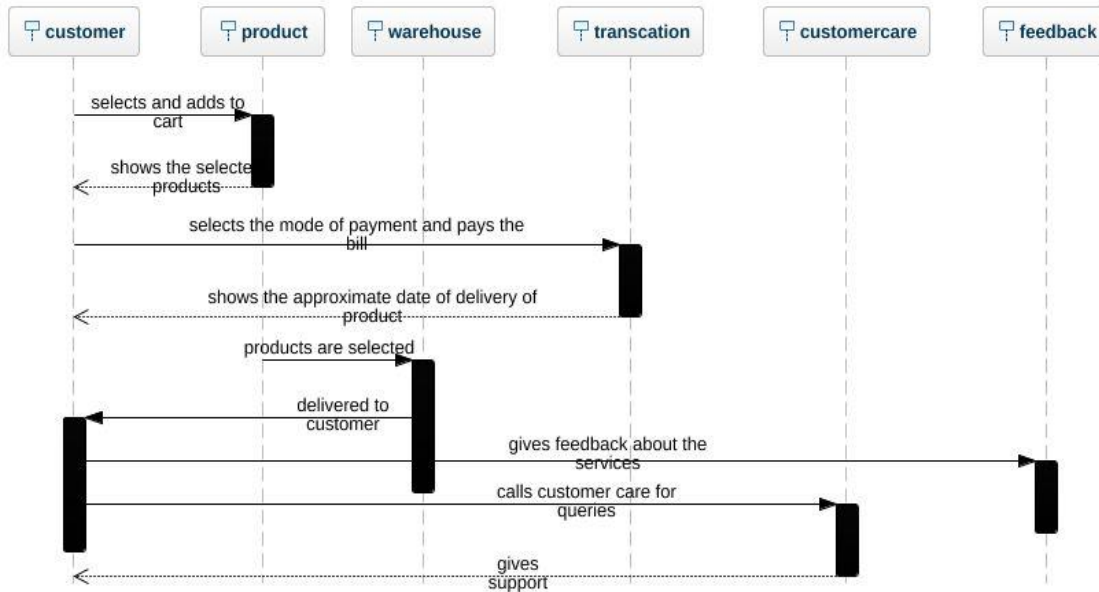 customer product warehouse transcation customercare feedback
selects and adds to
cart
shows the selecte
products
selects the mode of payment and pays the
bill
shows the approximate date of delivery of
product
products are selected
delivered to
customer
gives feedback about the
services
calls customer care for
queries
gives
support